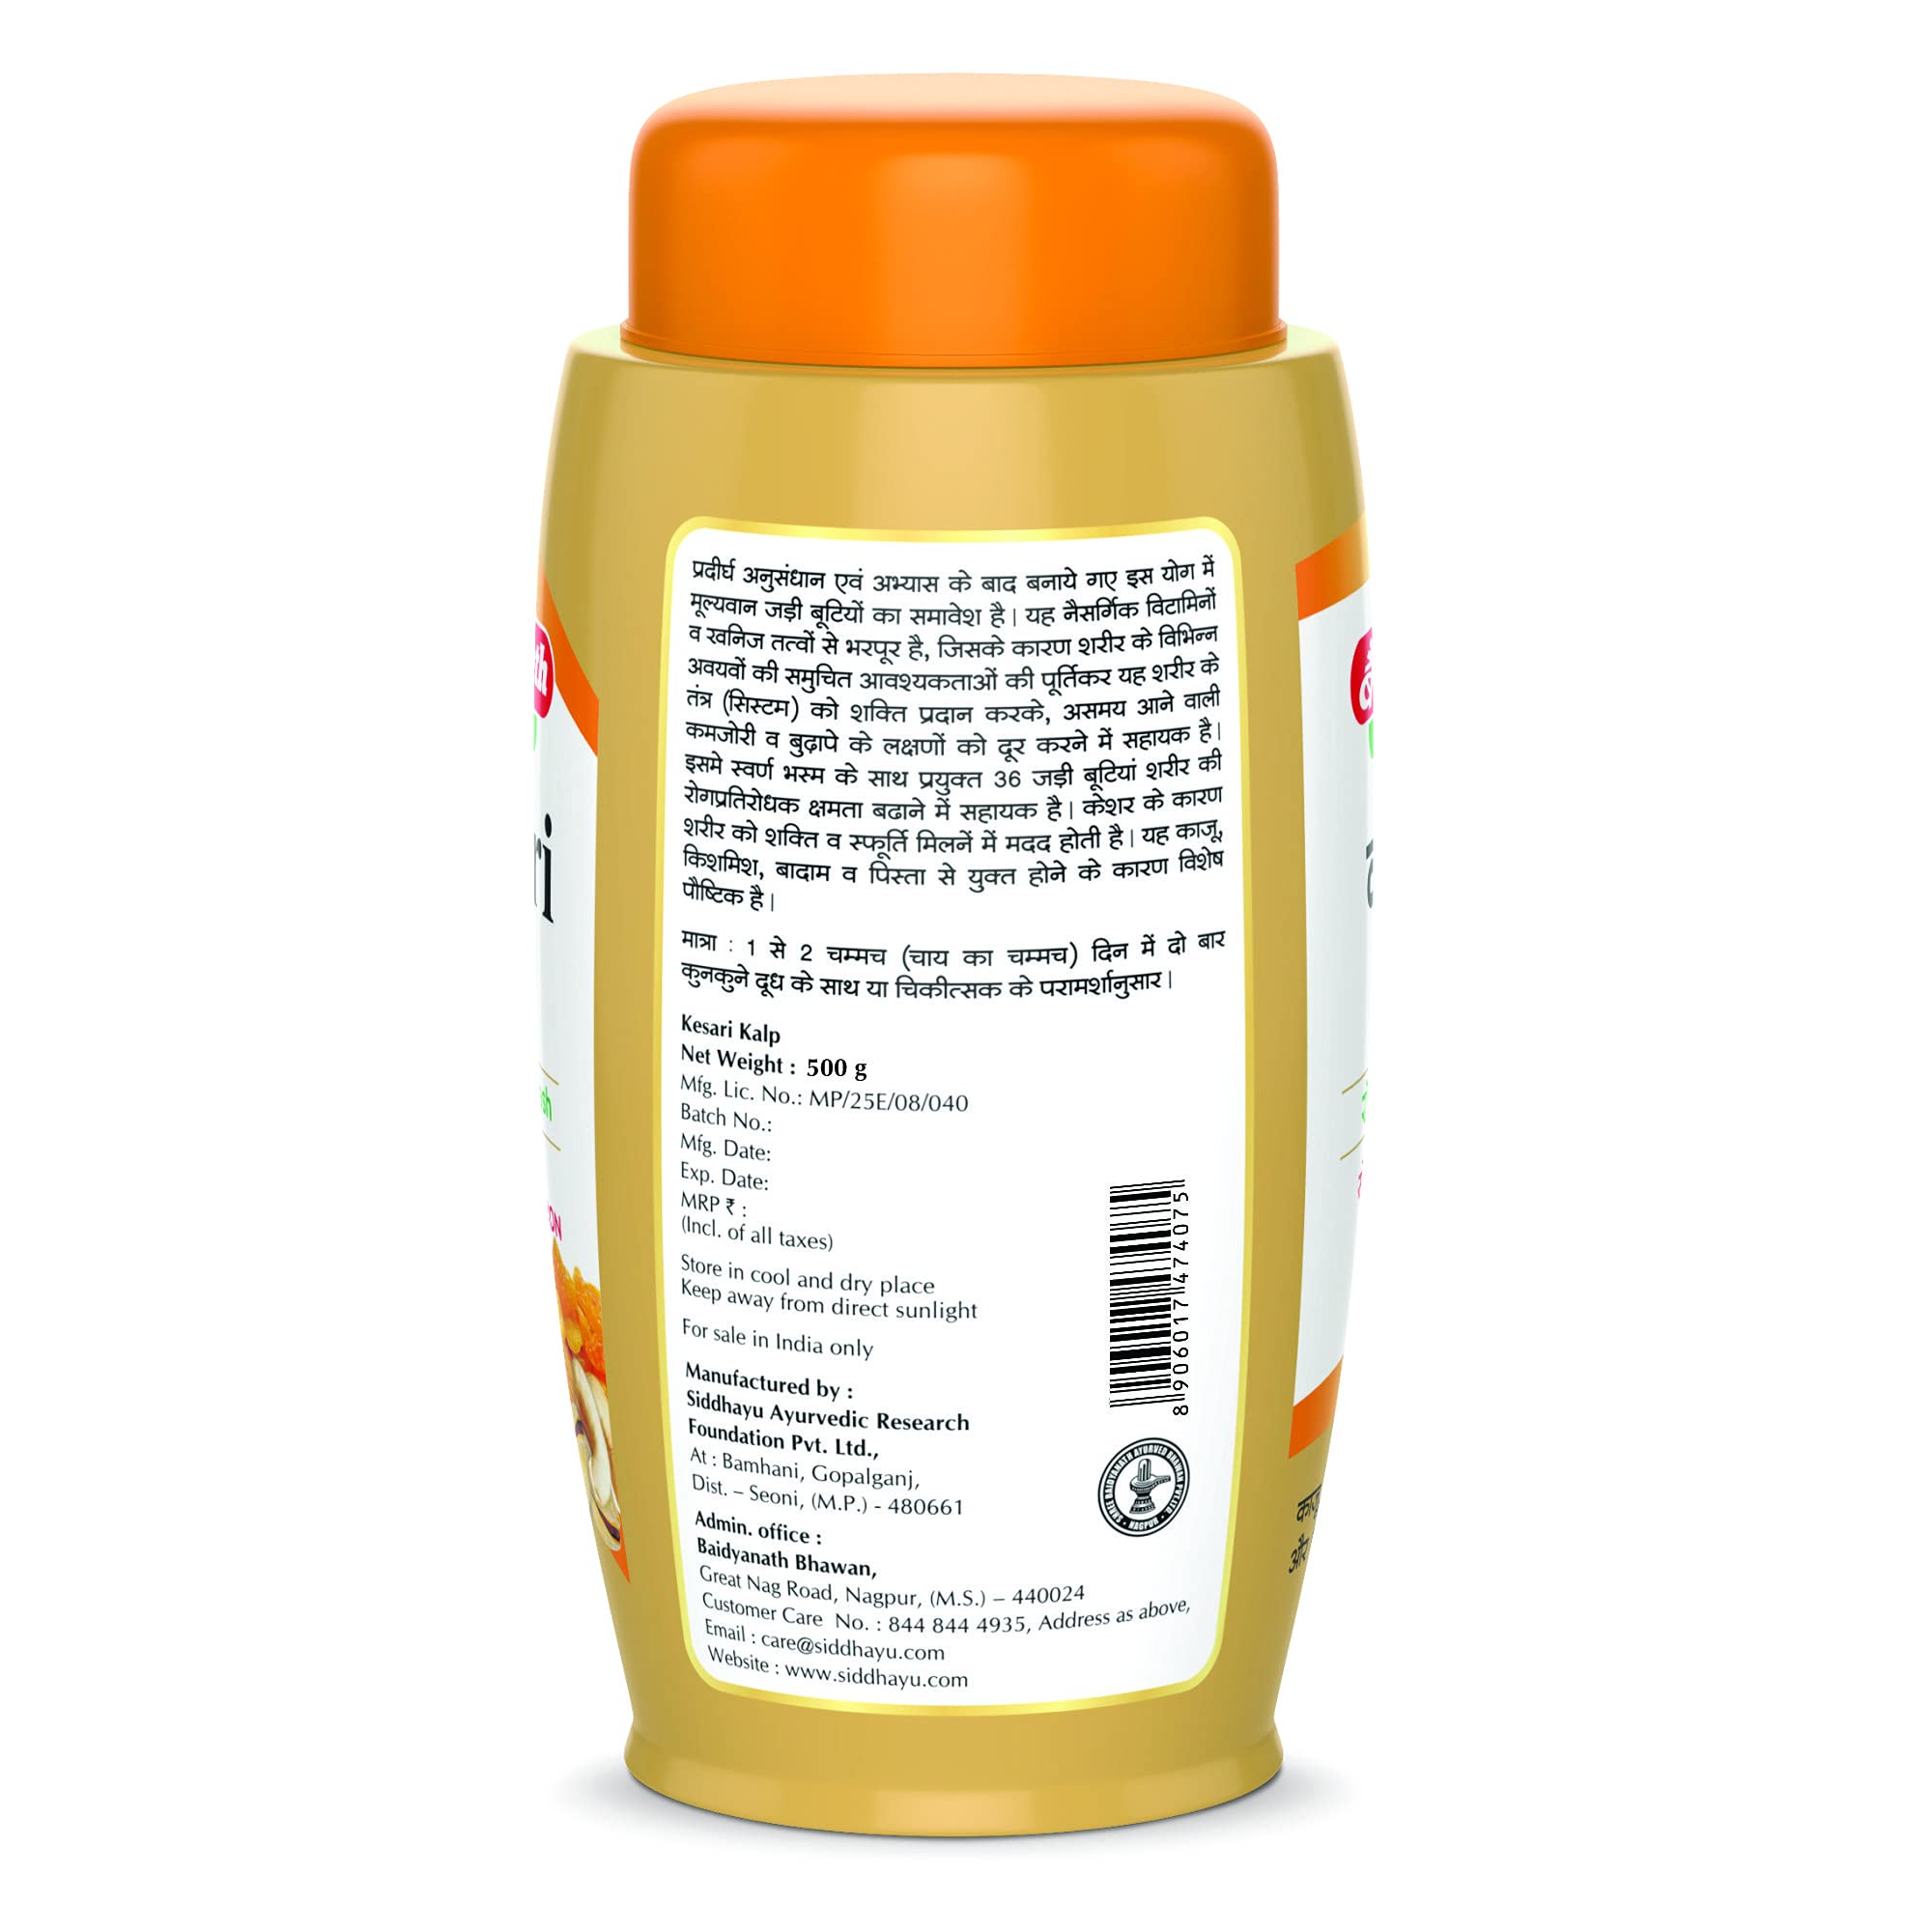 प्रदीर्घ अनुसंधान एवं अभ्यास के बाद बनाये गए इस योग में
मूल्यवान जड़ी बूटियों का समावेश है। यह नैसर्गिक विटामिनों
व खनिज तत्वों से भरपूर है, जिसके कारण शरीर के विभिन्न
अवयवों की समुचित आवश्यकताओं की पूर्तिकर यह शरीर के
तंत्र (सिस्टम) को शक्ति प्रदान करके, असमय आने वाली
कमजोरी व बुढ़ापे के लक्षणों को दूर करने में सहायक है।
इसमे स्वर्ण भस्म के साथ प्रयुक्त 36 जड़ी बूटियां शरीर की
रोगप्रतिरोधक क्षमता बढाने में सहायक है। केशर के कारण
शरीर को शक्ति व स्फूर्ति मिलनें में मदद होती है। यह काजू,
किशमिश, बादाम व पिस्ता से युक्त होने के कारण विशेष
पौष्टिक है।
मात्रा : 1 से 2 चम्मच (चाय का चम्मच) दिन में दो बार
कुनकुने दूध के साथ या चिकीत्सक के परामर्शानुसार।
Kesari Kalp
Net Weight : 500 g
Mfg. Lic. No.: MP/25E/08/040
Batch No.:
Mfg. Date:
Exp. Date:
MRP ₹ :
(Incl. of all taxes)
Store in cool and dry place
Keep away from direct sunlight
For sale in India only
Manufactured by :
Siddhayu Ayurvedic Research
Foundation Pvt. Ltd.,
At : Bamhani, Gopalganj,
Dist. – Seoni, (M.P.) - 480661
Admin. office :
Baidyanath Bhawan,
Great Nag Road, Nagpur, (M.S.) – 440024
Customer Care No. : 844 844 4935, Address as above,
Email : care@siddhayu.com
Website : www.siddhayu.com
8906017474075